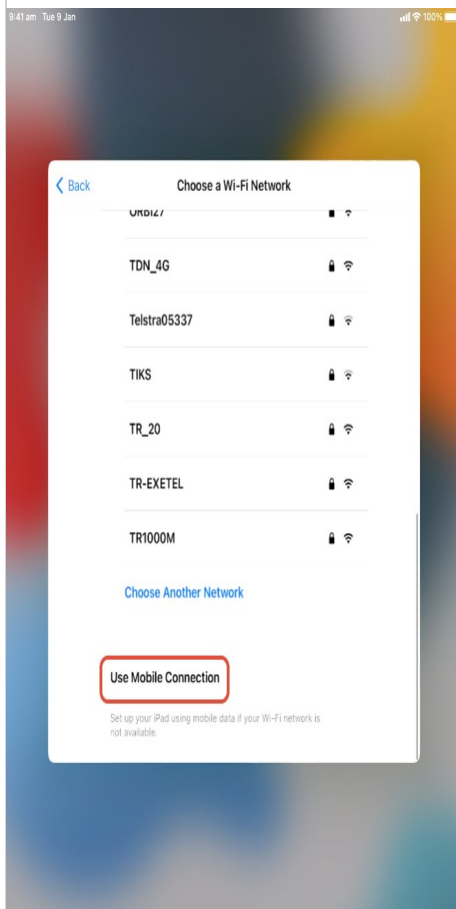 9:41 am Tue 9 Jan
100%
Back
Choose a Wi-Fi Network
ORBI27
TDN_4G
Telstra05337
TIKS
TR_20
TR-EXETEL
TR1000M
Choose Another Network
Use Mobile Connection
Set up your iPad using mobile data if your Wi-Fi network is
not available.